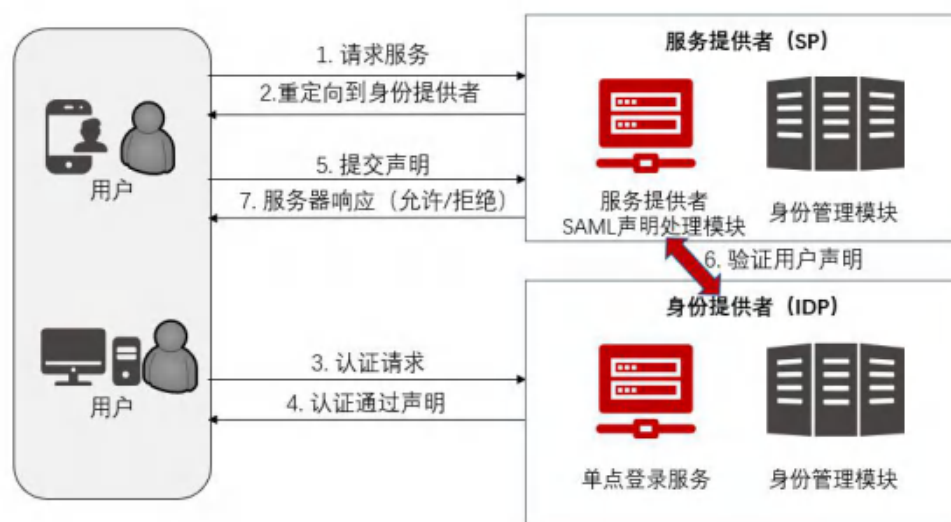 服务提供者（SP）
1. 请求服务
2.重定向到身份提供者
5. 提交声明
7. 服务器响应（允许/拒绝）
用户
服务提供者
SAML声明处理模块
身份管理模块
6. 验证用户声明
身份提供者（IDP）
3. 认证请求
4. 认证通过声明
用户
单点登录服务
身份管理模块